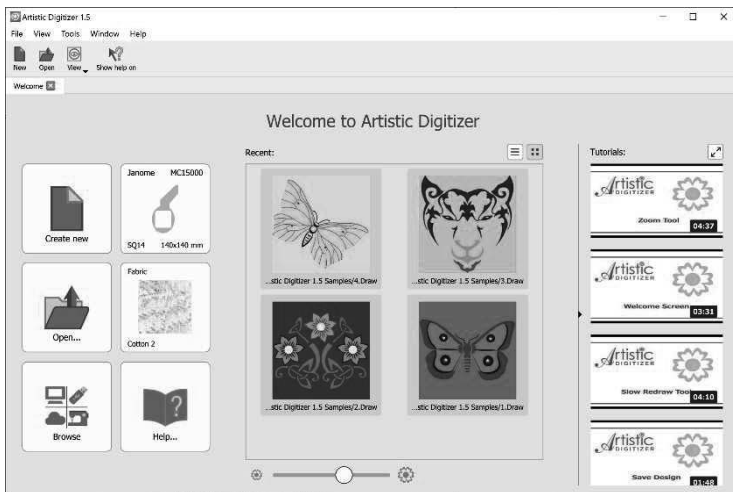 Artistic Digitizer 1.5
File View Tools Window Help
New Open View Show help on
Welcome
Welcome to Artistic Digitizer
Create new
Janome MC15000
SQ14 140x140 mm
Open...
Fabric
Cotton 2
Browse
Help...
Recent:
...stic Digitizer 1.5 Samples/4.Draw
...stic Digitizer 1.5 Samples/3.Draw
...stic Digitizer 1.5 Samples/2.Draw
...stic Digitizer 1.5 Samples/1.Draw
Tutorials:
Artistic
DIGITIZER
Zoom Tool
04:37
Artistic
DIGITIZER
Welcome Screen
03:31
Artistic
DIGITIZER
Slow Redraw Tool
04:10
Artistic
DIGITIZER
Save Design
01:48